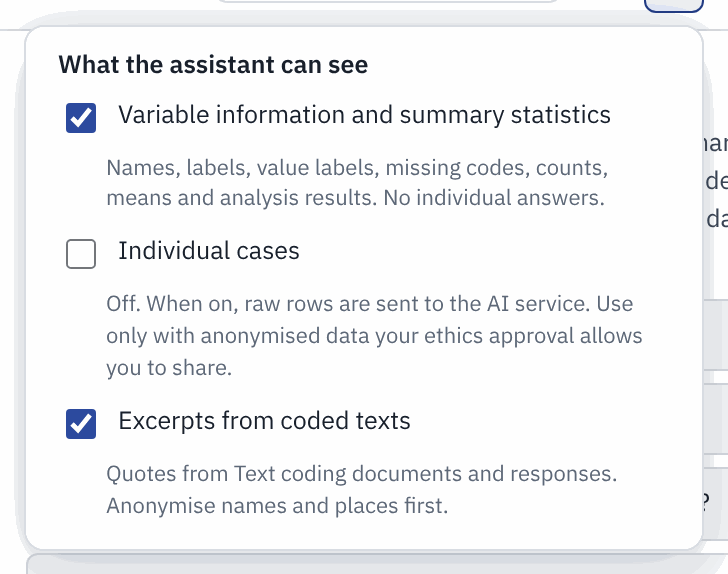 What the assistant can see
Variable information and summary statistics
Names, labels, value labels, missing codes, counts,
means and analysis results. No individual answers.
Individual cases
Off. When on, raw rows are sent to the AI service. Use
only with anonymised data your ethics approval allows
you to share.
Excerpts from coded texts
Quotes from Text coding documents and responses.
Anonymise names and places first.
?